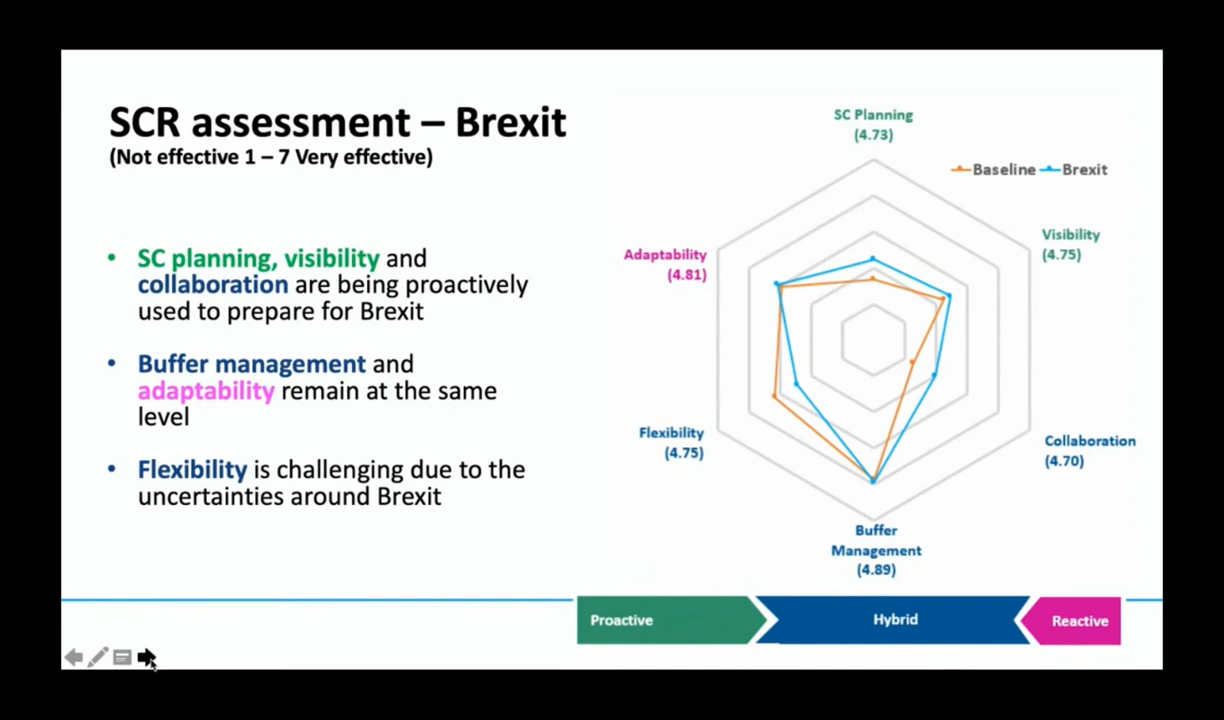 SCR assessment – Brexit
(Not effective 1 – 7 Very effective)
• SC planning, visibility and
collaboration are being proactively
used to prepare for Brexit
• Buffer management and
adaptability remain at the same
level
• Flexibility is challenging due to the
uncertainties around Brexit
SC Planning
(4.73)
Baseline Brexit
Visibility
(4.75)
Adaptability
(4.81)
Flexibility
(4.75)
Collaboration
(4.70)
Buffer
Management
(4.89)
Proactive Hybrid Reactive